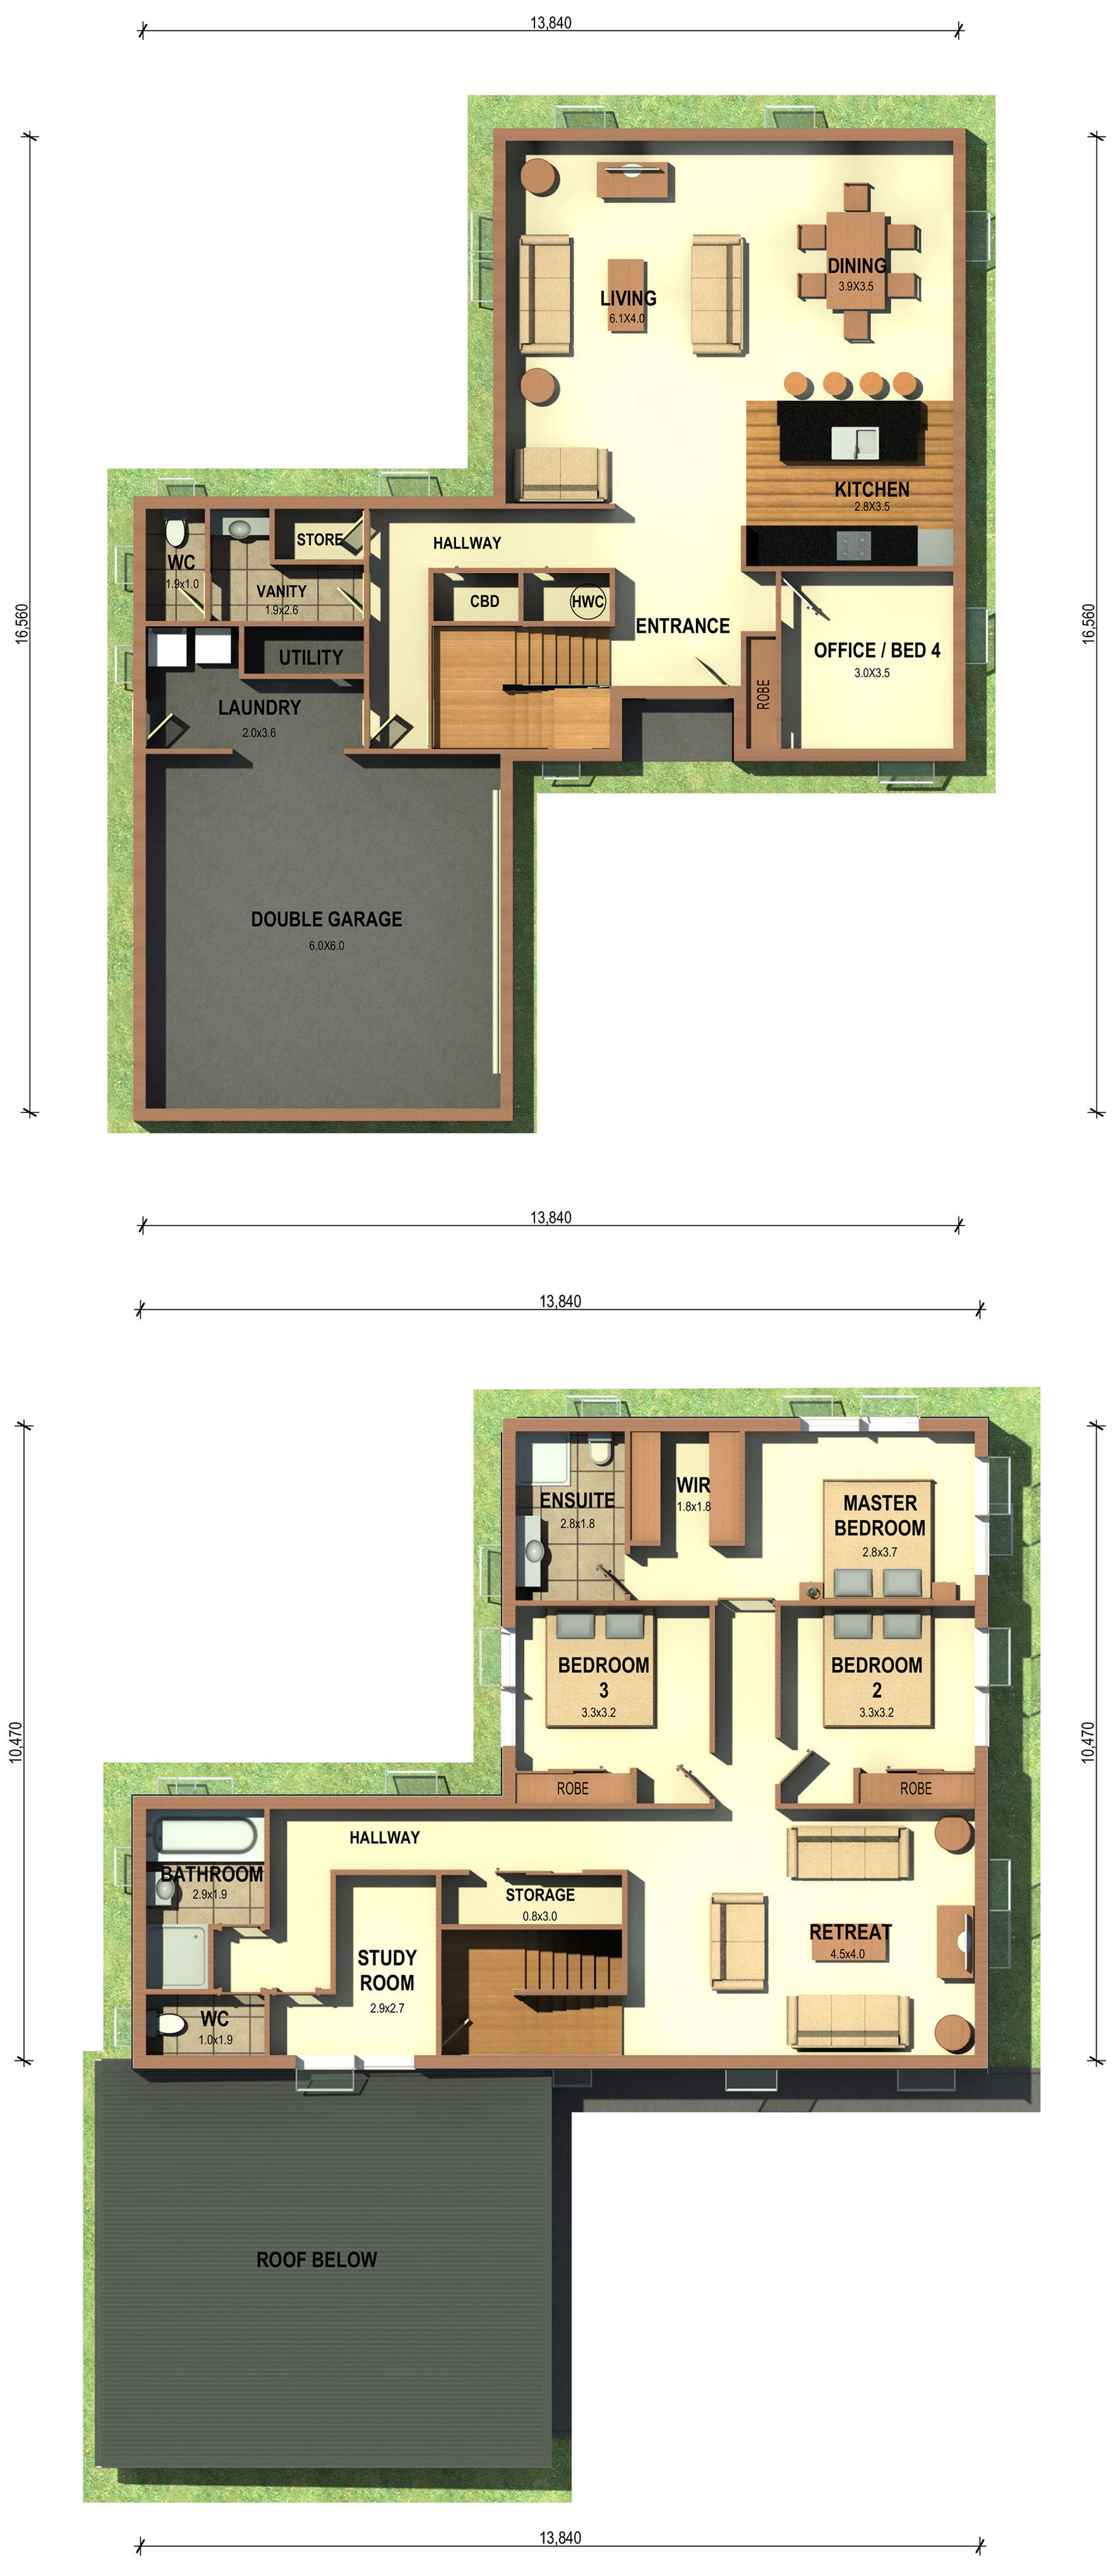 13,840
16,560
16,560
DINING
3.9X3.5
LIVING
6.1X4.0
KITCHEN
2.8X3.5
STORE
HALLWAY
WC
1.9x1.0
VANITY
1.9x2.6
CBD
HWC
ENTRANCE
OFFICE / BED 4
3.0X3.5
UTILITY
ROBE
LAUNDRY
2.0x3.6
DOUBLE GARAGE
6.0X6.0
13,840
13,840
10,470
10,470
WIR
1.8x1.8
ENSUITE
2.8x1.8
MASTER
BEDROOM
2.8x3.7
BEDROOM
3
3.3x3.2
BEDROOM
2
3.3x3.2
ROBE
ROBE
HALLWAY
BATHROOM
2.9x1.9
STORAGE
0.8x3.0
RETREAT
4.5x4.0
STUDY
ROOM
2.9x2.7
WC
1.0x1.9
ROOF BELOW
13,840